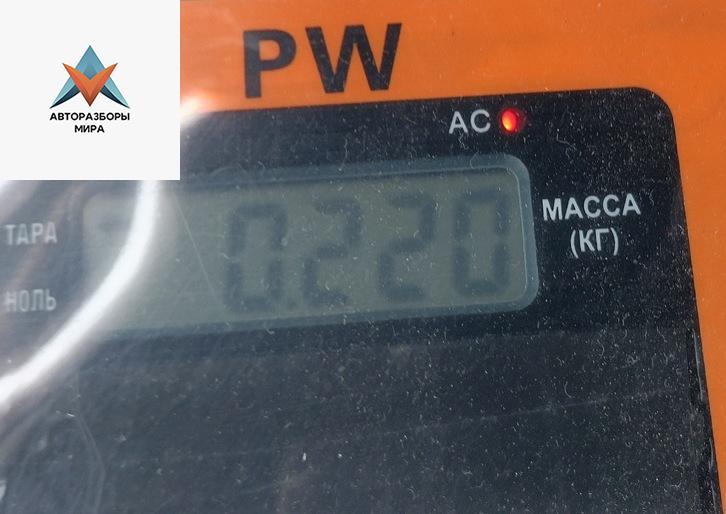 PW
АВТОРАЗБОРЫ
МИРА
AC
ТАРА
0.220
МАССА
(КГ)
НОЛЬ